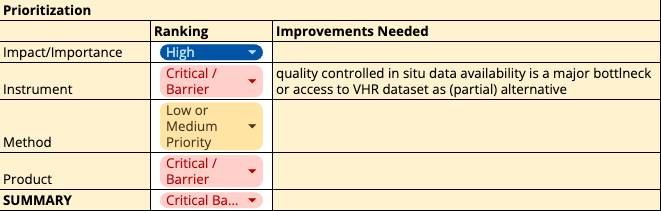 Prioritization
Ranking Improvements Needed
Impact/Importance High
Instrument Critical / Barrier quality controlled in situ data availability is a major bottlneck
or access to VHR dataset as (partial) alternative
Method Low or Medium Priority
Product Critical / Barrier
SUMMARY Critical Ba...